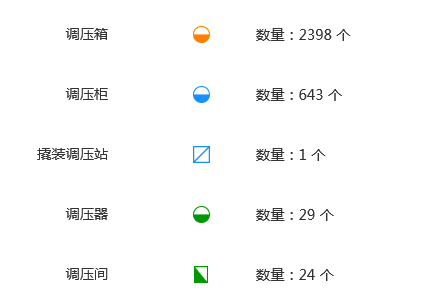 调压箱 数量：2398 个
调压柜 数量：643 个
撬装调压站 数量：1 个
调压器 数量：29 个
调压间 数量：24 个